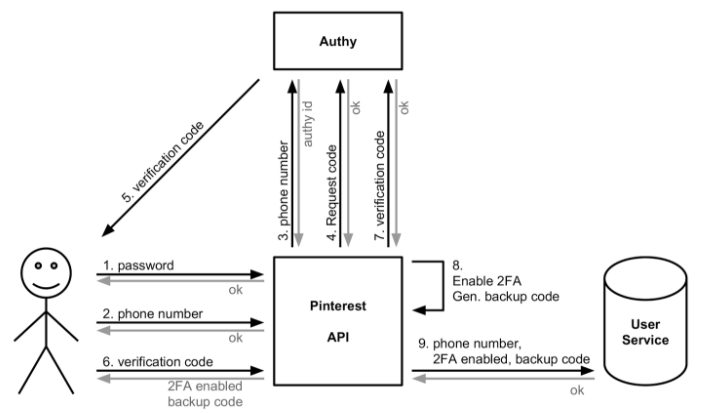 Authy
5. verification code
3. phone number
authy id
4. Request code
ok
7. verification code
ok
1. password
ok
2. phone number
ok
6. verification code
2FA enabled
backup code
Pinterest
API
8.
Enable 2FA
Gen. backup code
9. phone number,
2FA enabled, backup code
ok
User
Service